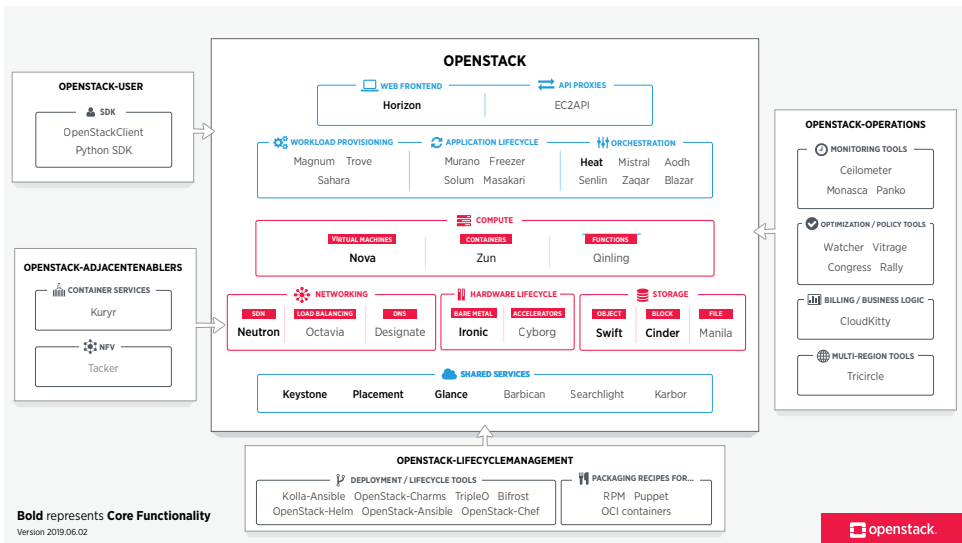 OPENSTACK
WEB FRONTEND
Horizon
API PROXIES
EC2API
WORKLOAD PROVISIONING
Magnum Trove
Sahara
APPLICATION LIFECYCLE
Murano Freezer
Solum Masakari
ORCHESTRATION
Heat Mistral Aodh
Senlin Zaqar Blazar
COMPUTE
VIRTUAL MACHINES
Nova
CONTAINERS
Zun
FUNCTIONS
Qinling
NETWORKING
SDN
Neutron
LOAD BALANCING
Octavia
DNS
Designate
HARDWARE LIFECYCLE
BARE METAL
Ironic
ACCELERATORS
Cyborg
STORAGE
OBJECT
Swift
BLOCK
Cinder
FILE
Manila
SHARED SERVICES
Keystone Placement Glance Barbican Searchlight Karbor
OPENSTACK-USER
SDK
OpenStackClient
Python SDK
OPENSTACK-ADJACENTENABLERS
CONTAINER SERVICES
Kuryr
NFV
Tacker
OPENSTACK-OPERATIONS
MONITORING TOOLS
Ceilometer
Monasca Panko
OPTIMIZATION / POLICY TOOLS
Watcher Vitrage
Congress Rally
BILLING / BUSINESS LOGIC
CloudKitty
MULTI-REGION TOOLS
Tricircle
OPENSTACK-LIFECYCLEMANAGEMENT
DEPLOYMENT / LIFECYCLE TOOLS
Kolla-Ansible OpenStack-Charms TripleO Bifrost
OpenStack-Helm OpenStack-Ansible OpenStack-Chef
PACKAGING RECIPES FOR...
RPM Puppet
OCI containers
Bold represents Core Functionality
Version 2019.06.02
openstack.